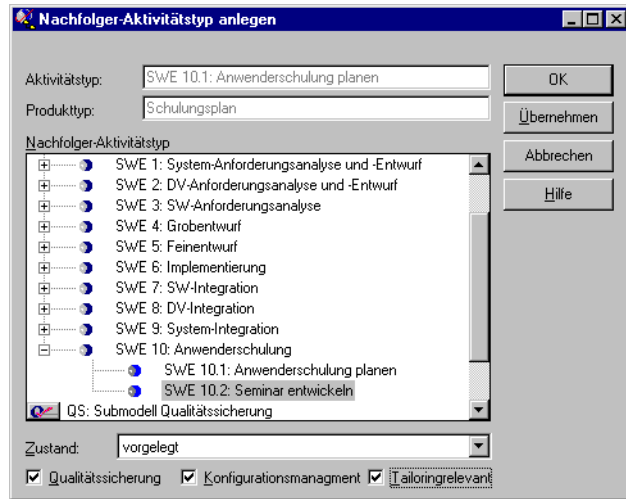 Nachfolger-Aktivitätstyp anlegen
Aktivitätstyp: SWE 10.1: Anwenderschulung planen OK
Produkttyp: Schulungsplan Übernehmen
Nachfolger-Aktivitätstyp
SWE 1: System-Anforderungsanalyse und -Entwurf Abbrechen
SWE 2: DV-Anforderungsanalyse und -Entwurf
SWE 3: SW-Anforderungsanalyse Hilfe
SWE 4: Grobentwurf
SWE 5: Feinentwurf
SWE 6: Implementierung
SWE 7: SW-Integration
SWE 8: DV-Integration
SWE 9: System-Integration
SWE 10: Anwenderschulung
SWE 10.1: Anwenderschulung planen
SWE 10.2: Seminar entwickeln
QS: Submodell Qualitätssicherung
Zustand: vorgelegt
Qualitätssicherung Konfigurationsmanagment Tailoringrelevant